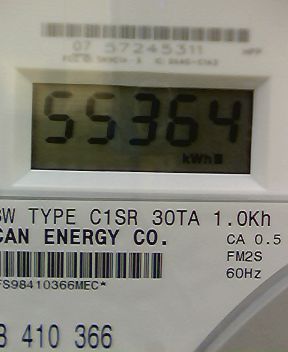 07 57245311
55364
kWh
SW TYPE C1SR 30TA 1.0Kh
CAN ENERGY CO.
CA 0.5
FM2S
60Hz
FS98410366MEC*
410 366